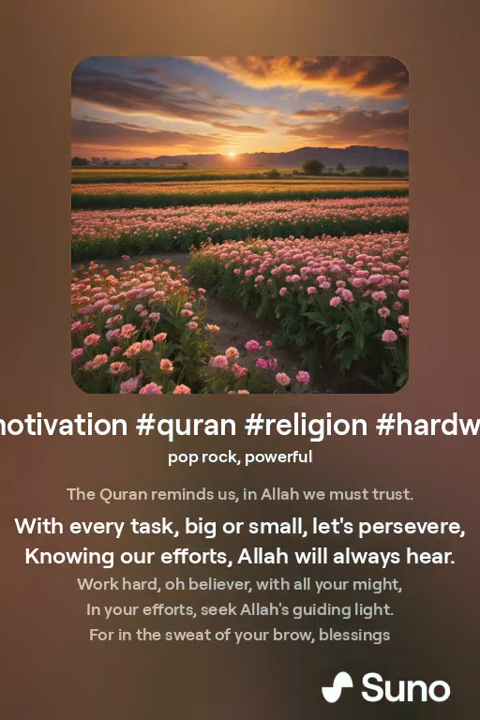 #quran #religion
pop rock, powerful
The Quran reminds us, in Allah we must trust.
With every task, big or small, let's persevere,
Knowing our efforts, Allah will always hear.
Work hard, oh believer, with all your might,
In your efforts, seek Allah's guiding light.
For in the sweat of your brow, blessings
Suno